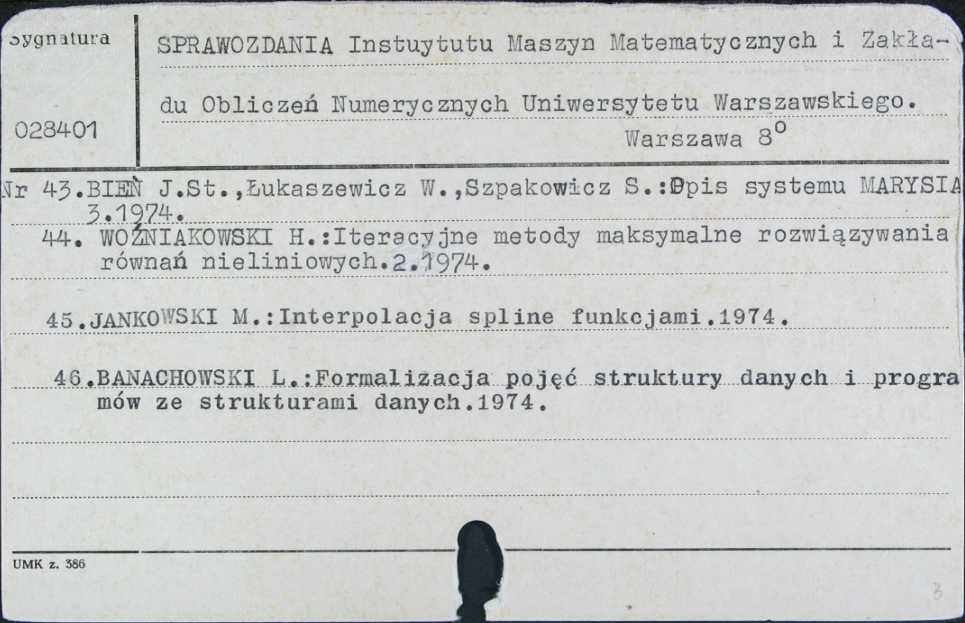 Sygnatura
SPRAWOZDANIA Instuytutu Maszyn Matematycznych i Zakła-
du Obliczeń Numerycznych Uniwersytetu Warszawskiego.
028401
Warszawa 8°
Nr 43.BIEŃ J.St.,Łukaszewicz W.,Szpakowicz S.:Opis systemu MARYSIA
3.1974.
44. WOŹNIAKOWSKI H.:Iteracyjne metody maksymalne rozwiązywania
równań nieliniowych.2.1974.
45.JANKOWSKI M.:Interpolacja spline funkcjami.1974.
46.BANACHOWSKI L.:Formalizacja pojęć struktury danych i progra
mów ze strukturami danych.1974.
UMK z. 386
3